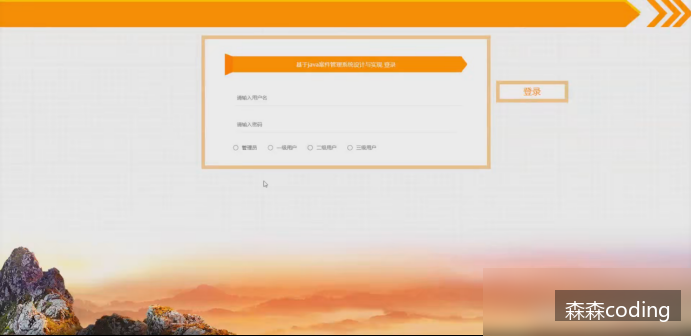 基于java案件管理系统设计与实施 登录
请输入用户名
请输入密码
管理员 一级用户 二级用户 三级用户
登录
森森coding